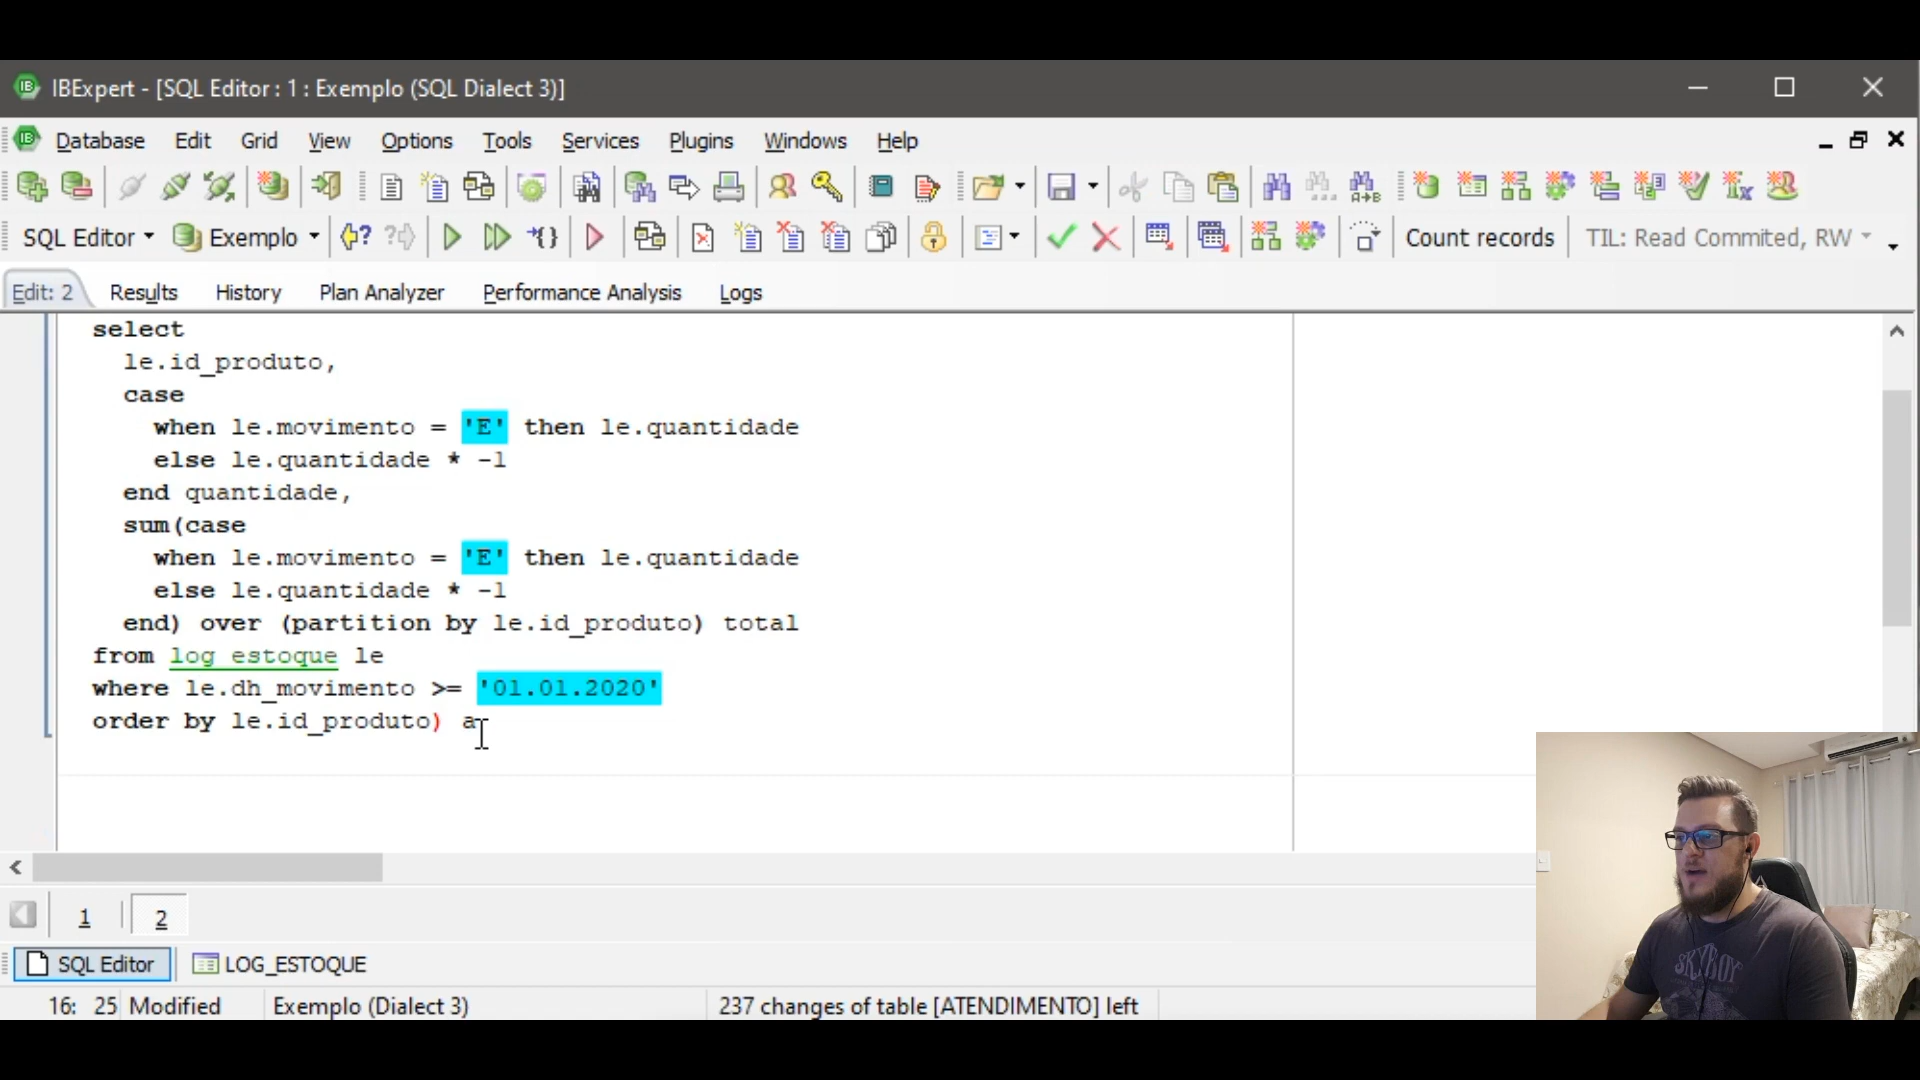 IBExpert - [SQL Editor : 1 : Exemplo (SQL Dialect 3)]
Database Edit Grid View Options Tools Services Plugins Windows Help
SQL Editor Exemplo Count records TIL: Read Commited, RW
Edit: 2 Results History Plan Analyzer Performance Analysis Logs
select
le.id_produto,
case
when le.movimento = 'E' then le.quantidade
else le.quantidade * -1
end quantidade,
sum(case
when le.movimento = 'E' then le.quantidade
else le.quantidade * -1
end) over (partition by le.id_produto) total
from log_estoque le
where le.dh_movimento >= '01.01.2020'
order by le.id_produto) a
1 2
SQL Editor LOG_ESTOQUE
16: 25 Modified Exemplo (Dialect 3) 237 changes of table [ATENDIMENTO] left
SKYBOY